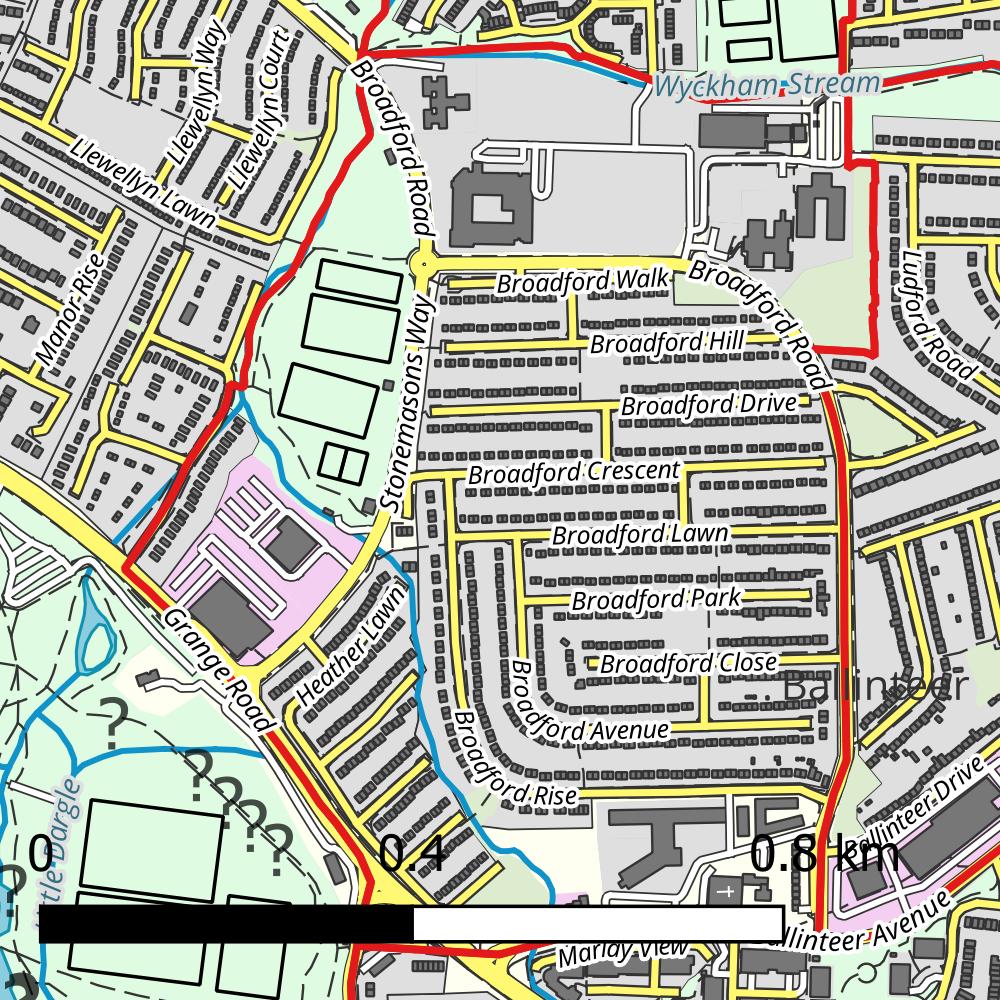 Llewellyn Way
Llewellyn Court
Wyckham Stream
Broadford Road
Llewellyn Lawn
Manor Rise
Broadford Walk
Broadford Road
Ludford Road
Broadford Hill
Stonemasons Way
Broadford Drive
Broadford Crescent
Broadford Lawn
Broadford Park
Heather Lawn
Grange Road
Broadford Close
Ballinteer
Broadford Avenue
Broadford Rise
?
?
?
?
?
Ballinteer Drive
0 0.4 0.8 km
?
Little Dargle
Ballinteer Avenue
Marlay View
?